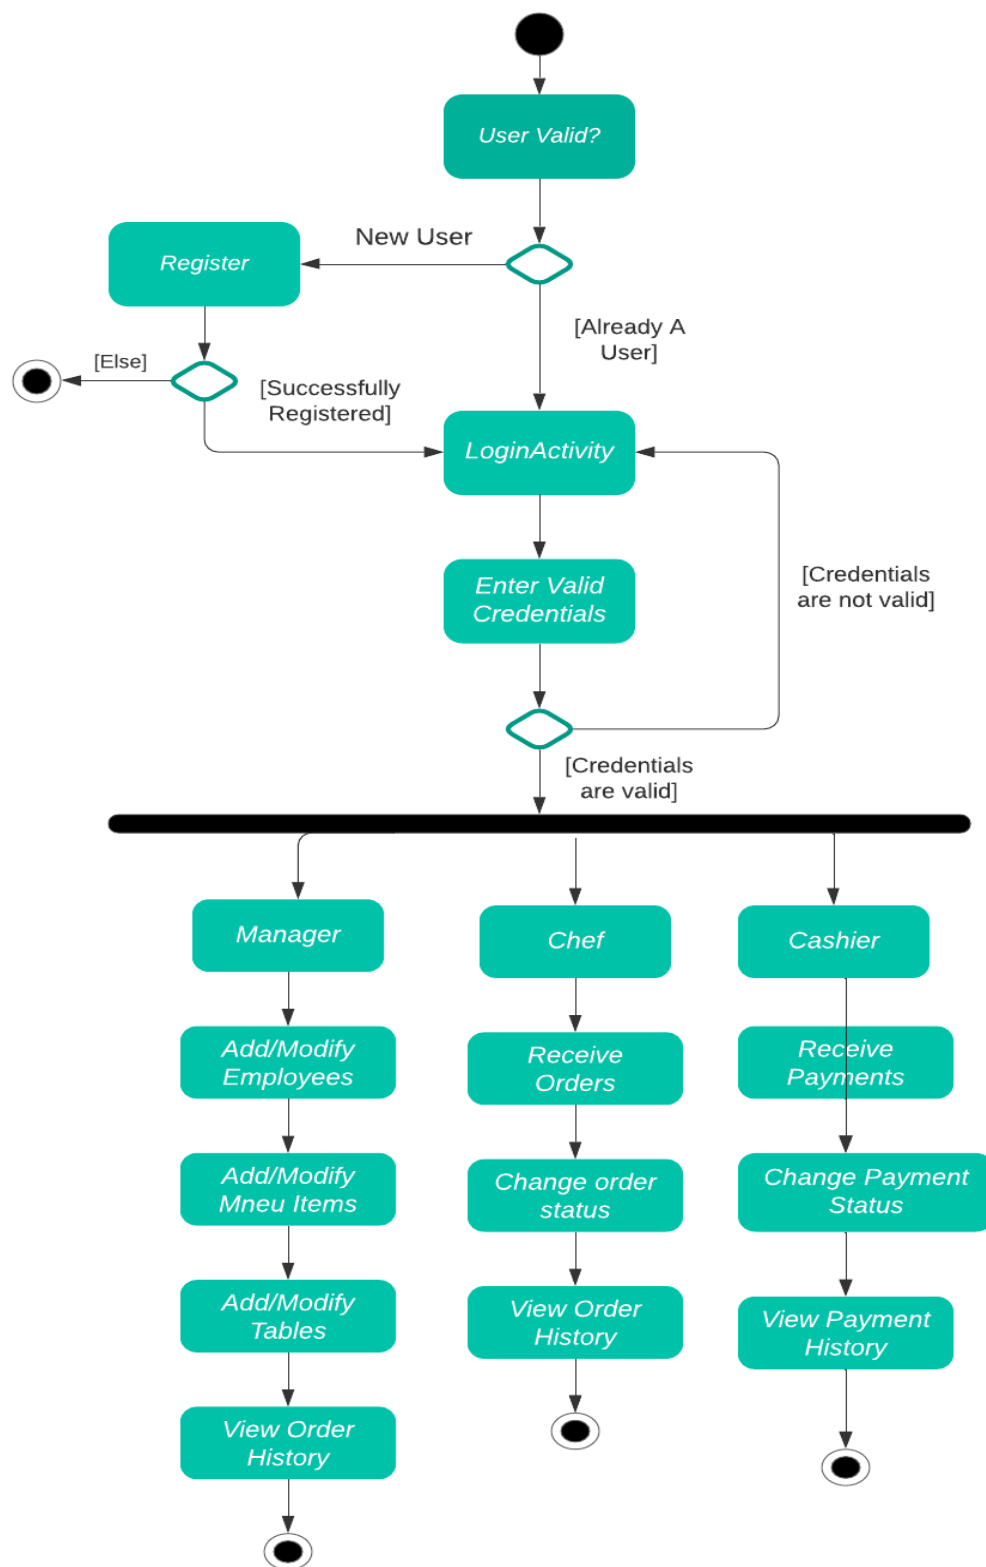 User Valid?
New User
Register
[Already A
User]
[Else]
[Successfully
Registered]
LoginActivity
Enter Valid
Credentials
[Credentials
are not valid]
[Credentials
are valid]
Manager
Chef
Cashier
Add/Modify
Employees
Receive
Orders
Receive
Payments
Add/Modify
Mneu Items
Change order
status
Change Payment
Status
Add/Modify
Tables
View Order
History
View Payment
History
View Order
History